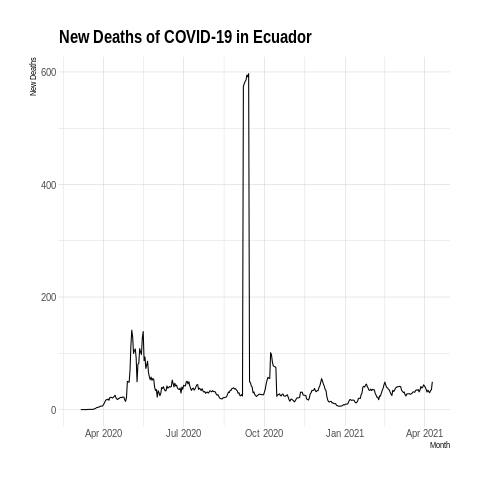 New Deaths of COVID-19 in Ecuador
New Deaths
600
400
200
0
Apr 2020
Jul 2020
Oct 2020
Jan 2021
Apr 2021
Month